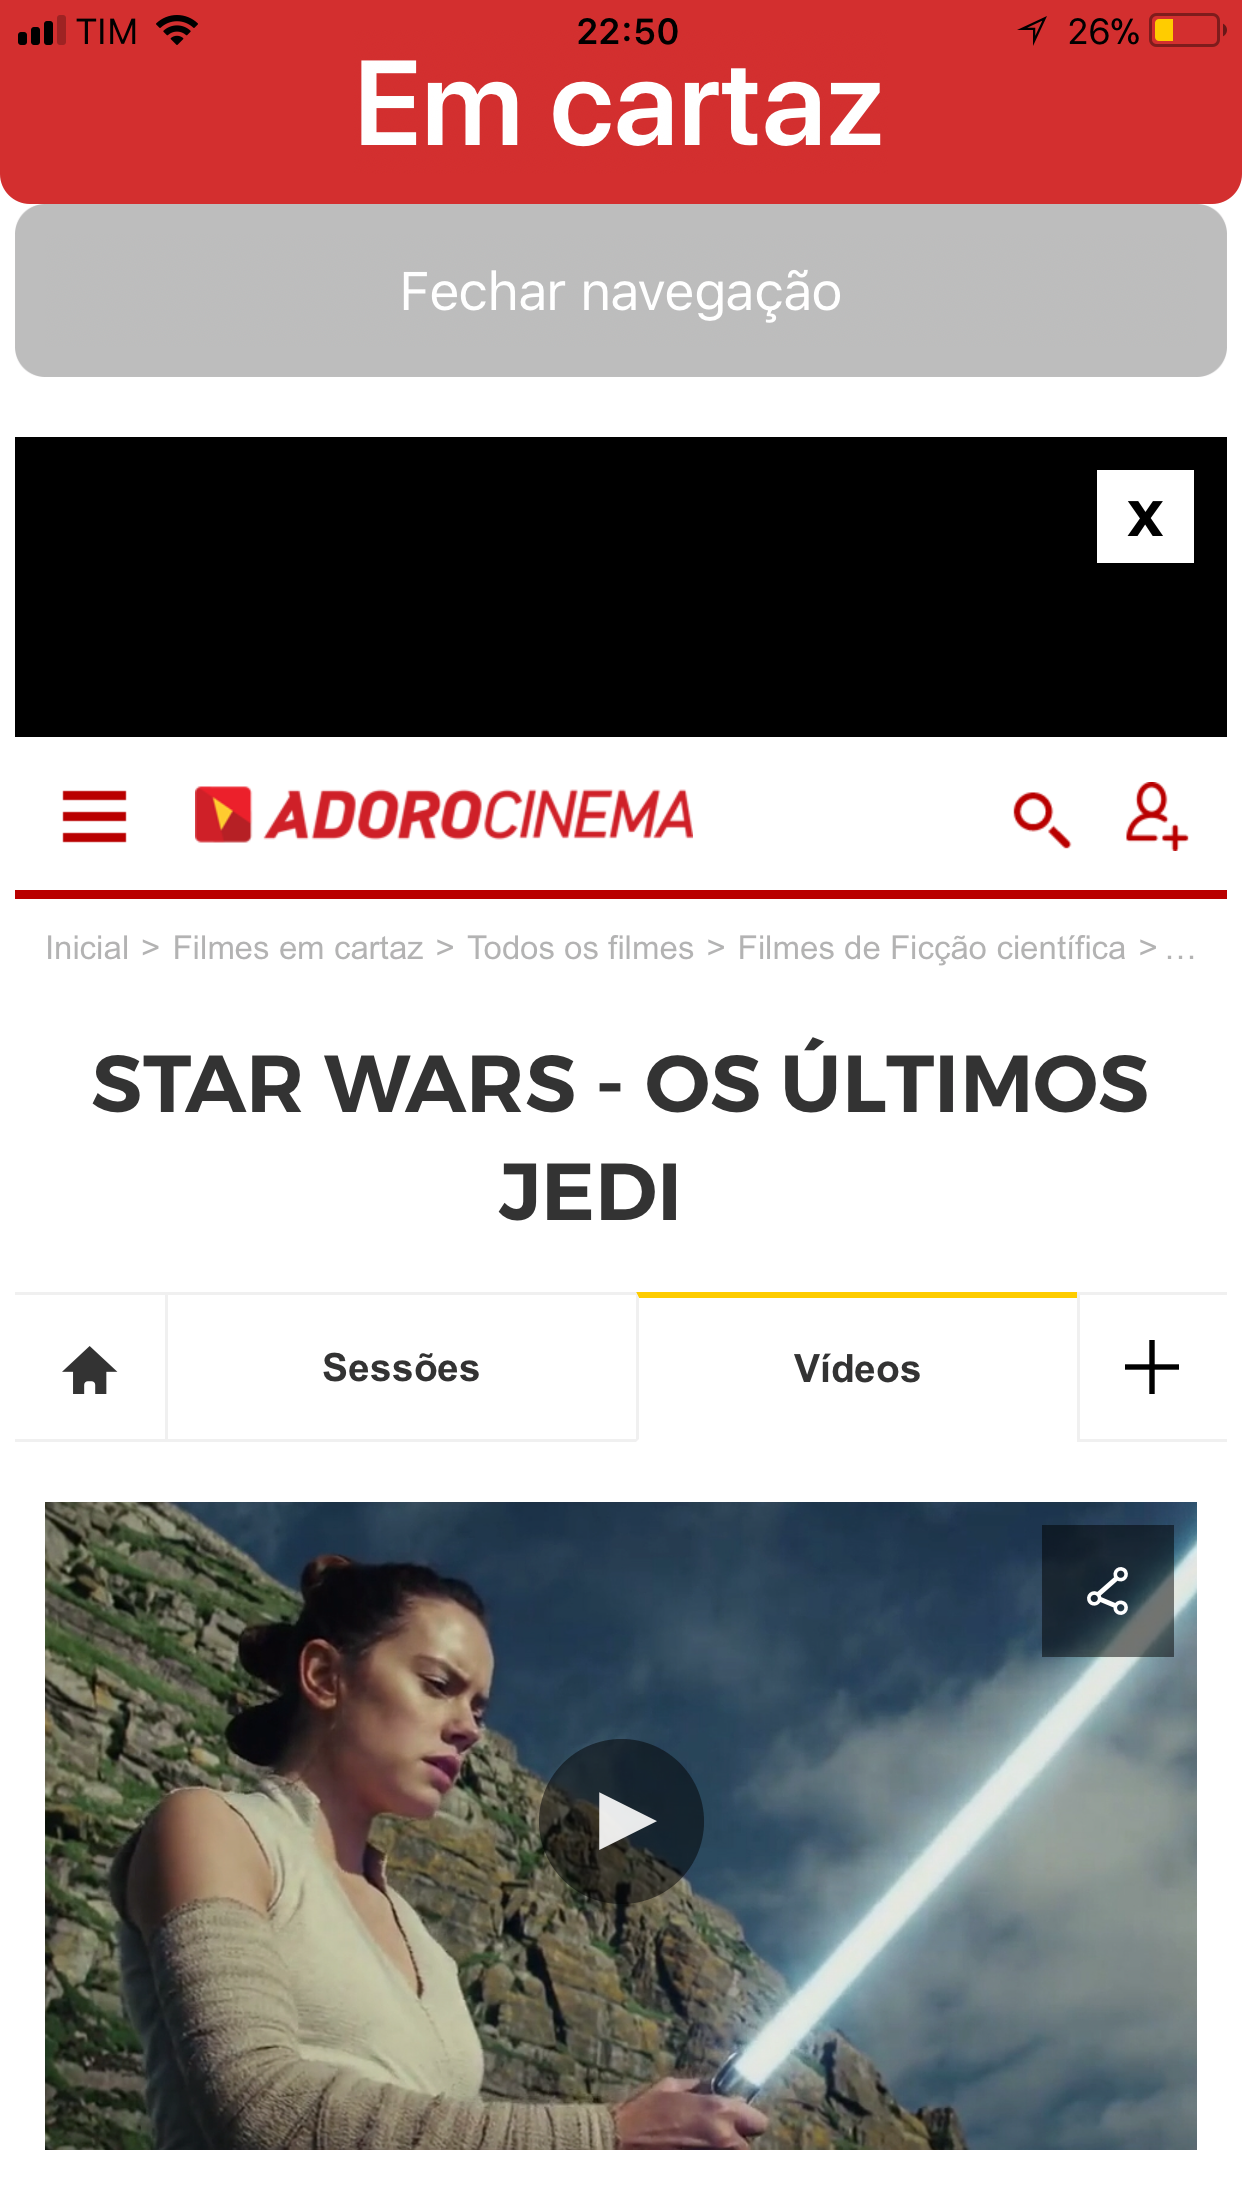 TIM 22:50 26%
Em cartaz
Fechar navegação
X
ADOROCINEMA
Inicial > Filmes em cartaz > Todos os filmes > Filmes de Ficção científica > ...
STAR WARS - OS ÚLTIMOS
JEDI
Sessões Vídeos